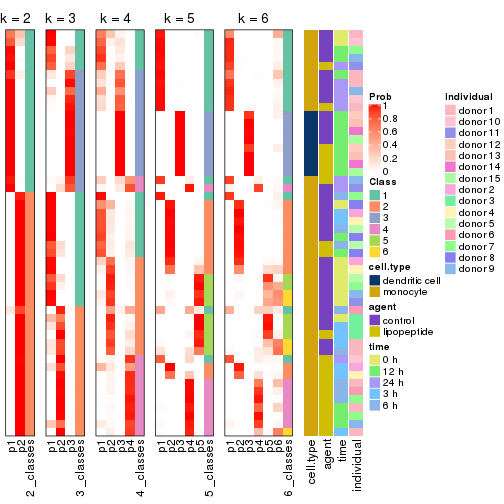 k = 2
k = 3
k = 4
k = 5
k = 6
p1
p2
2_classes
p1
p2
p3
3_classes
p1
p2
p3
p4
4_classes
p1
p2
p3
p4
p5
5_classes
p1
p2
p3
p4
p5
p6
6_classes
cell.type
agent
time
individual
Prob
1
0.8
0.6
0.4
0.2
0
Class
1
2
3
4
5
6
cell.type
dendritic cell
monocyte
agent
control
lipopeptide
time
0 h
12 h
24 h
3 h
6 h
individual
donor 1
donor 10
donor 11
donor 12
donor 13
donor 14
donor 15
donor 2
donor 3
donor 4
donor 5
donor 6
donor 7
donor 8
donor 9